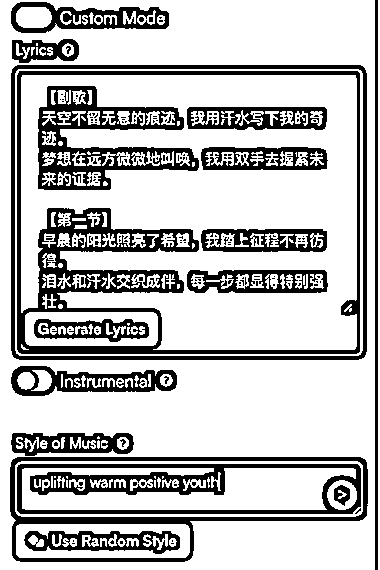 Custom Mode
Lyrics ?
【副歌】
天空不留无意的痕迹，我用汗水写下我的奇
迹。
梦想在远方微微地叫唤，我用双手去握紧未
来的证据。
【第一节】
早晨的阳光照亮了希望，我踏上征程不再彷
徨。
泪水和汗水交织成伴，每一步都显得特别强
壮。
Generate Lyrics
Instrumental ?
Style of Music ?
uplifting warm positive youth
Use Random Style